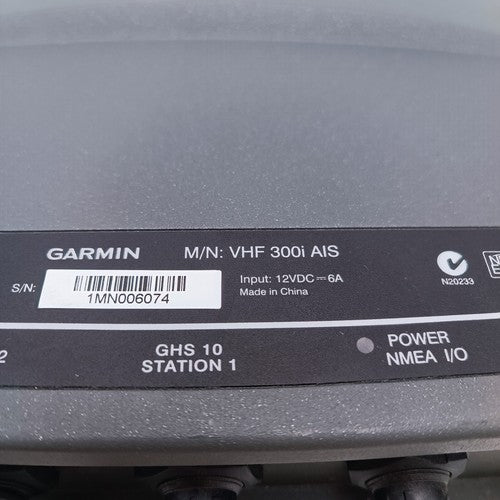 GARMIN M/N: VHF 300i AIS
S/N: 1MN006074 Input: 12VDC⎓6A
Made in China
N20233
2 GHS 10
STATION 1
POWER
NMEA I/O